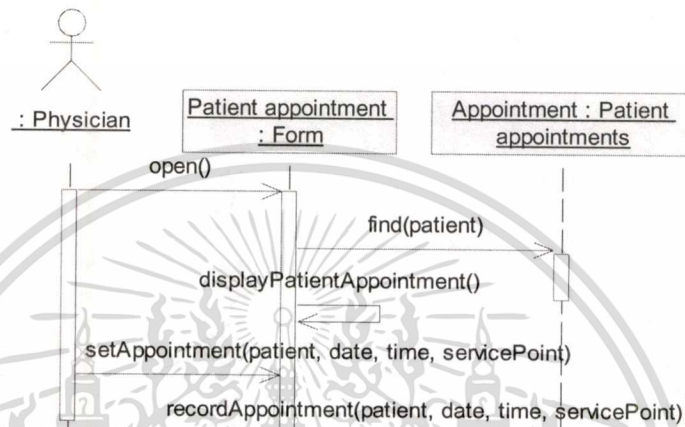 : Physician
Patient appointment
: Form
Appointment : Patient
appointments
open()
find(patient)
displayPatientAppointment()
setAppointment(patient, date, time, servicePoint)
recordAppointment(patient, date, time, servicePoint)